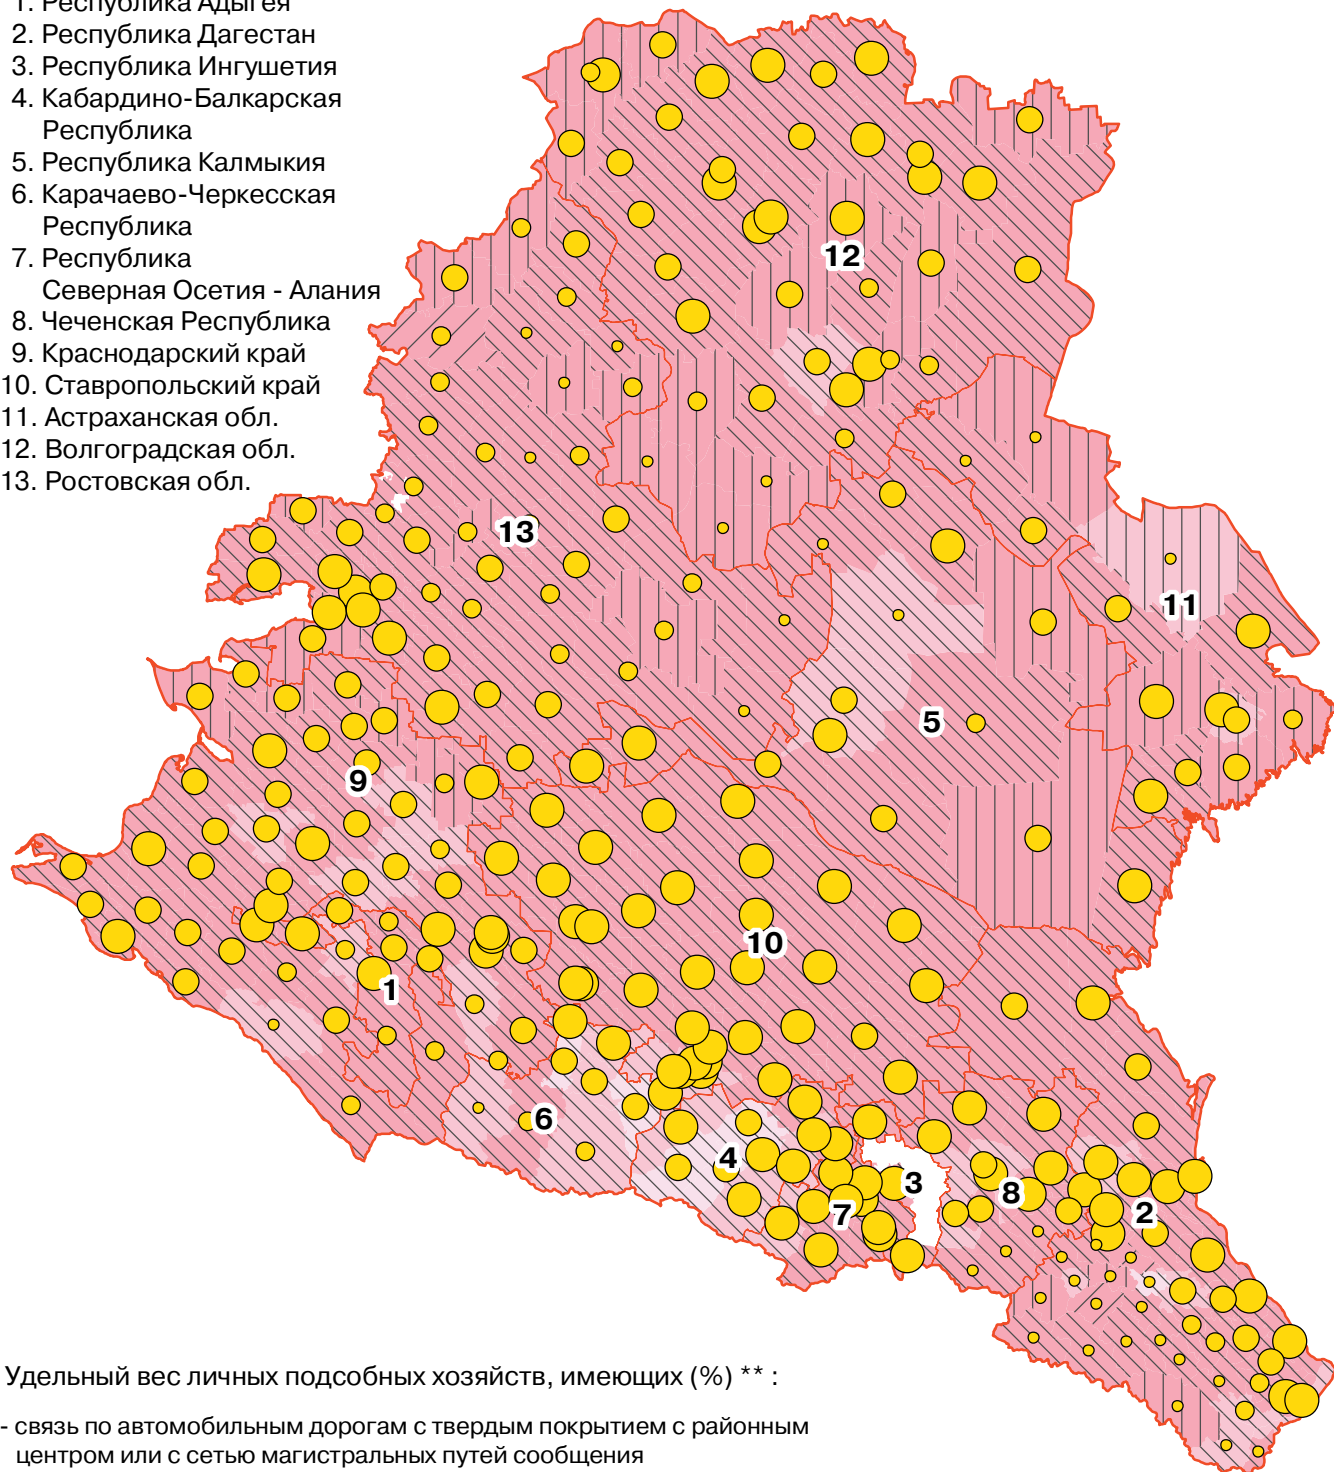 1. Республика Адыгея
2. Республика Дагестан
3. Республика Ингушетия
4. Кабардино-Балкарская
Республика
5. Республика Калмыкия
6. Карачаево-Черкесская
Республика
7. Республика
Северная Осетия - Алания
8. Чеченская Республика
9. Краснодарский край
10. Ставропольский край
11. Астраханская обл.
12. Волгоградская обл.
13. Ростовская обл.
12
13
11
5
9
10
1
6
4
3
8
7
2
Удельный вес личных подсобных хозяйств, имеющих (%) ** :
- связь по автомобильным дорогам с твердым покрытием с районным
центром или с сетью магистральных путей сообщения